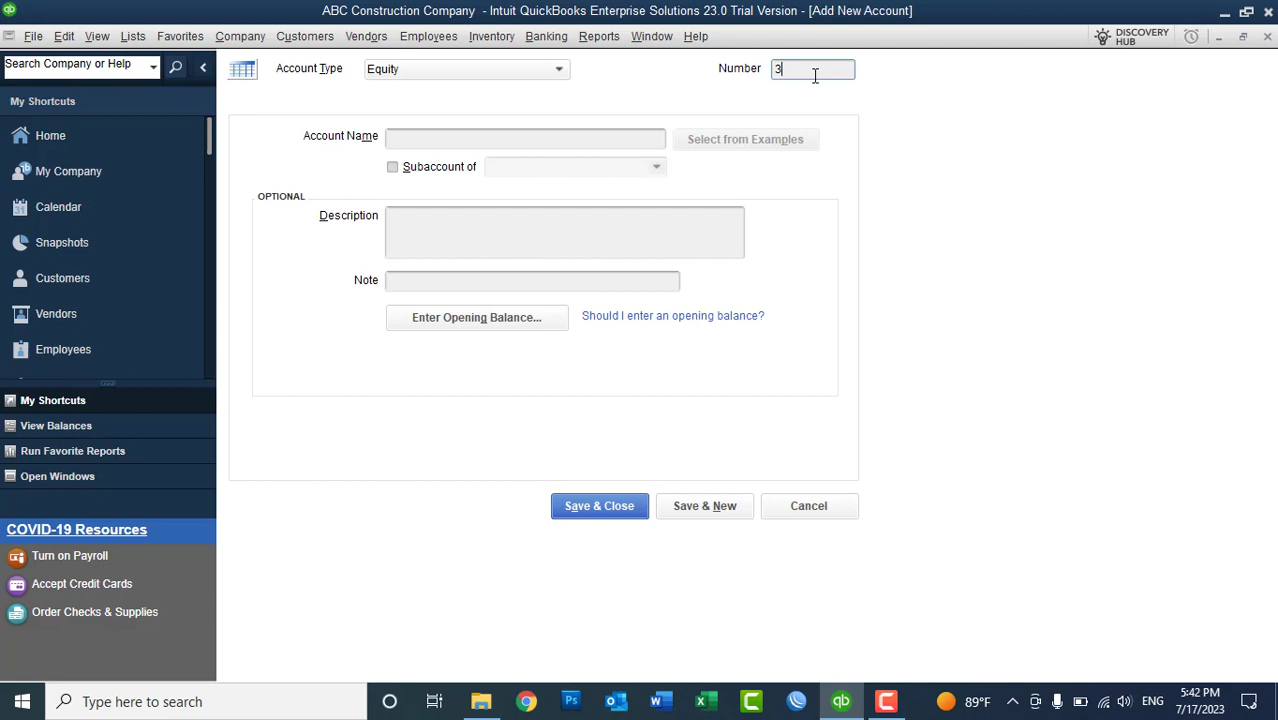 ABC Construction Company - Intuit QuickBooks Enterprise Solutions 23.0 Trial Version - [Add New Account]
File Edit View Lists Favorites Company Customers Vendors Employees Inventory Banking Reports Window Help
DISCOVERY
HUB
Search Company or Help
Account Type Equity Number 3
My Shortcuts
Home
My Company
Calendar
Snapshots
Customers
Vendors
Employees
Account Name Select from Examples
Subaccount of
OPTIONAL
Description
Note
Enter Opening Balance... Should I enter an opening balance?
Save & Close Save & New Cancel
My Shortcuts
View Balances
Run Favorite Reports
Open Windows
COVID-19 Resources
Turn on Payroll
Accept Credit Cards
Order Checks & Supplies
Type here to search
89°F ENG
5:42 PM
7/17/2023